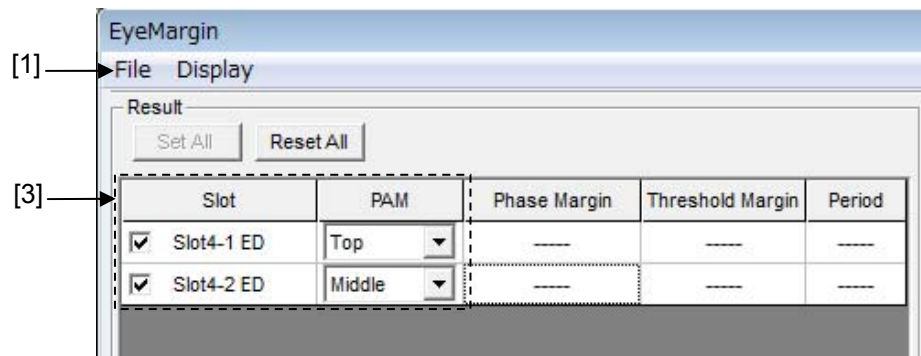 EyeMargin
[1] File Display
Result
Set All Reset All
[3] Slot PAM Phase Margin Threshold Margin Period
Slot4-1 ED Top ----- ----- -----
Slot4-2 ED Middle ----- ----- -----